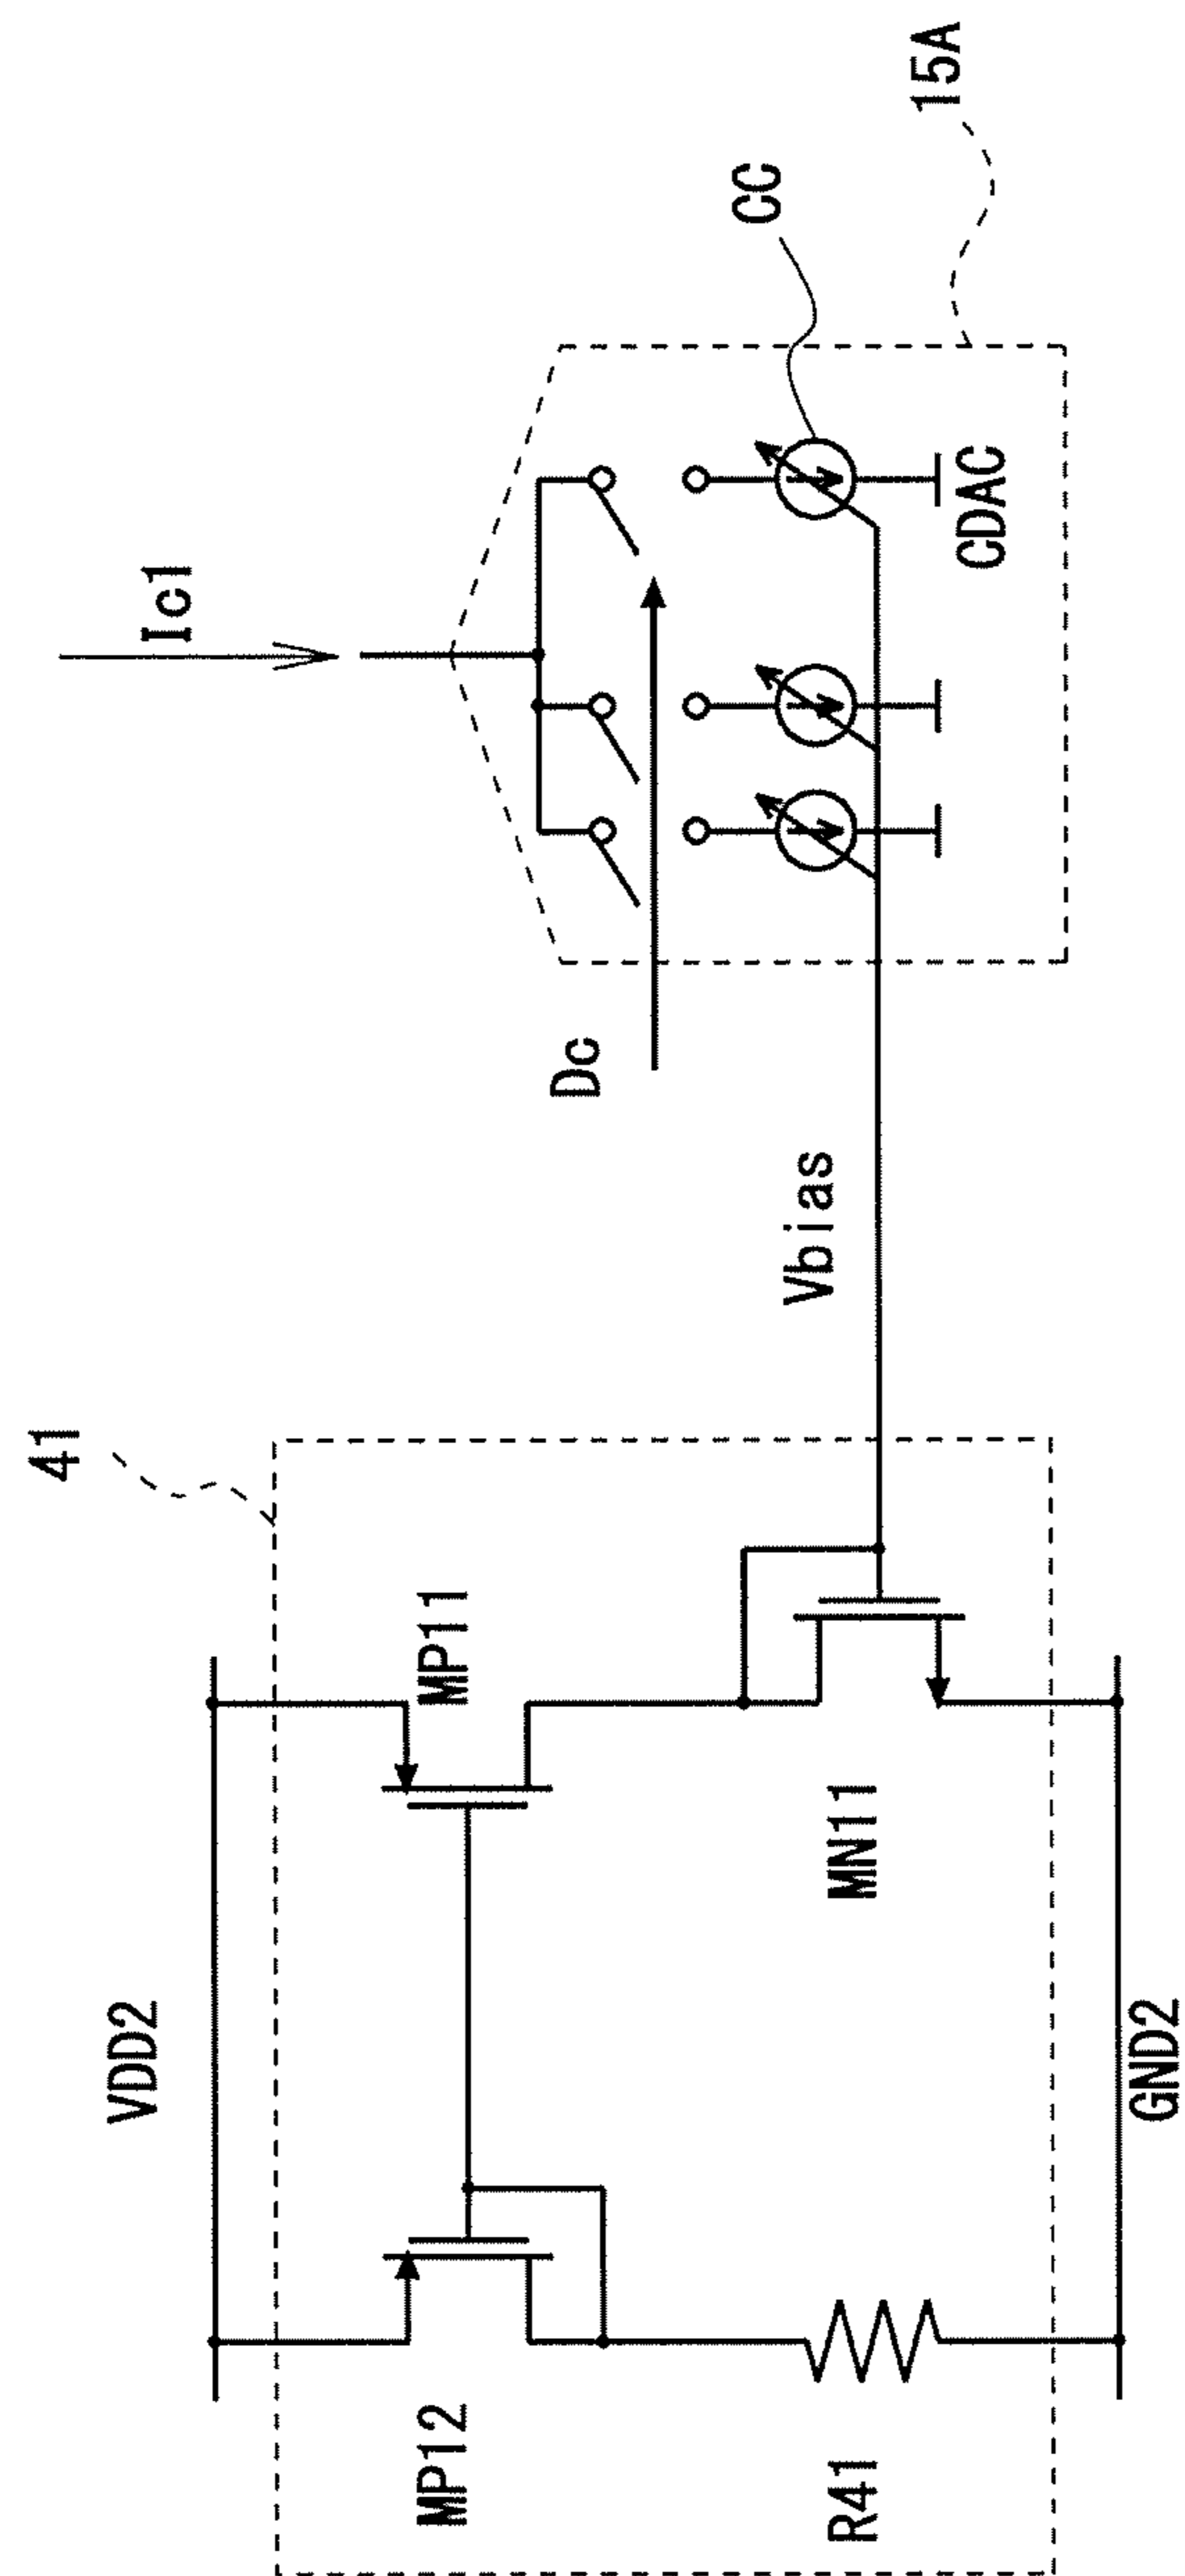 Ic1
15A
CC
CDAC
Dc
Vbias
41
VDD2
MP12
MP11
R41
MN11
GND2